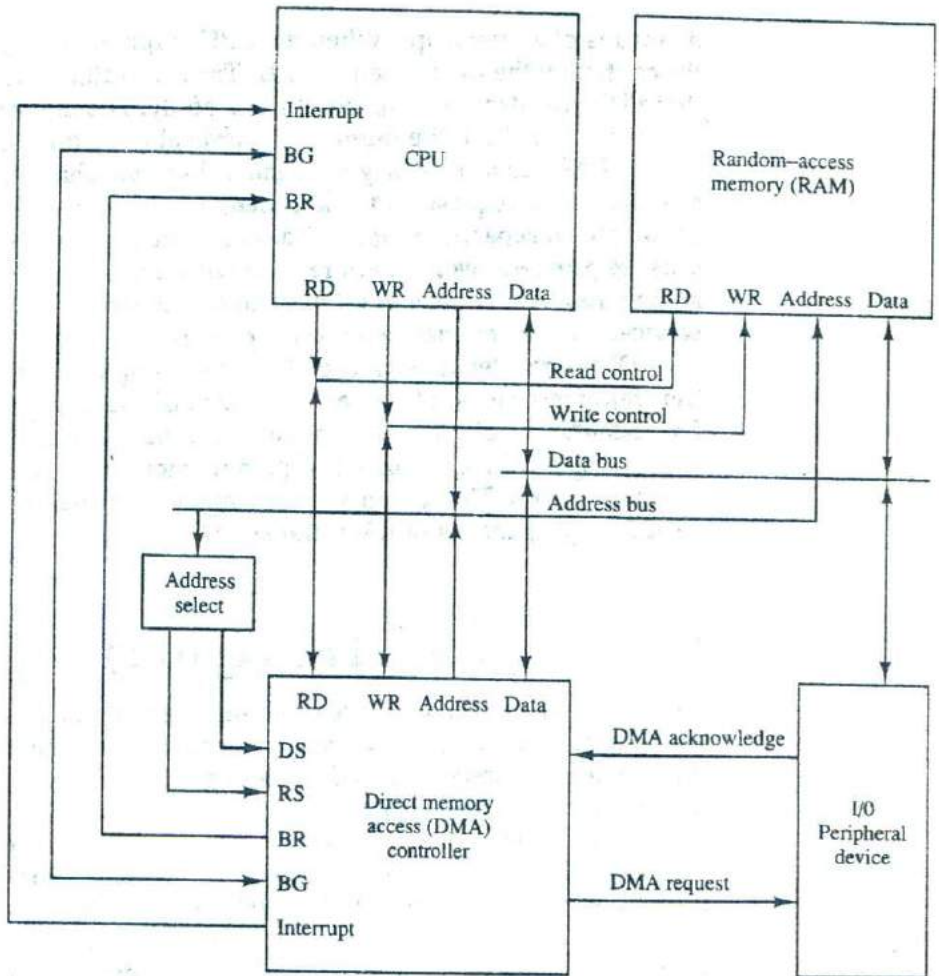 Interrupt
BG
CPU
BR
RD WR Address Data
Random–access
memory (RAM)
RD WR Address Data
Read control
Write control
Data bus
Address bus
Address
select
RD WR Address Data
DS
RS
BR
BG
Interrupt
Direct memory
access (DMA)
controller
DMA acknowledge
DMA request
I/O
Peripheral
device